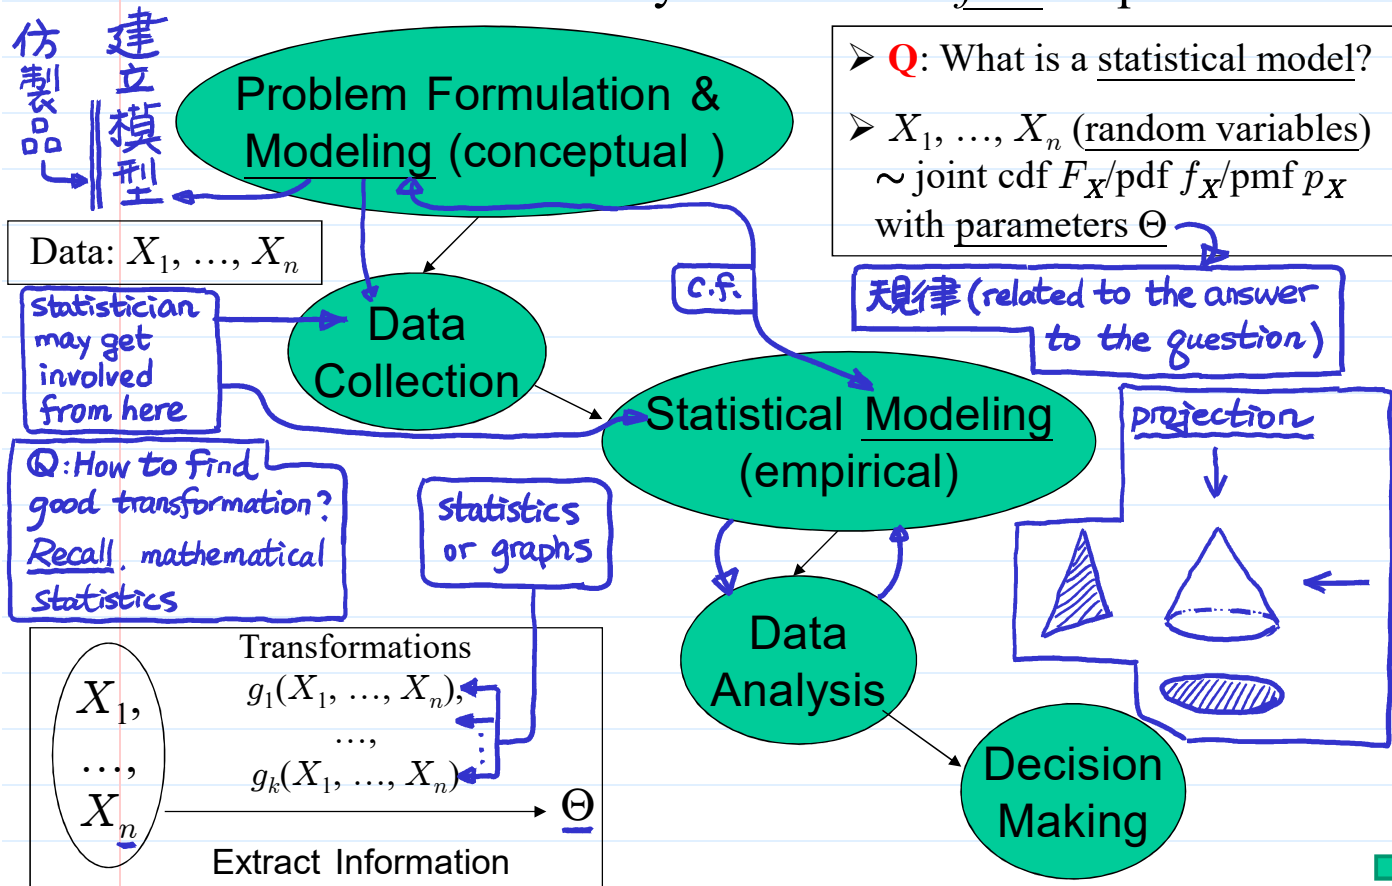 仿製品
建立模型
Problem Formulation &
Modeling (conceptual )
➢ Q: What is a statistical model?
➢ X1, …, Xn (random variables)
~ joint cdf FX/pdf fX/pmf pX
with parameters Θ
Data: X1, …, Xn
c.f.
規律 (related to the answer
to the question)
statistician
may get
involved
from here
Data
Collection
Statistical Modeling
(empirical)
projection
Q: How to find
good transformation?
Recall, mathematical
statistics
statistics
or graphs
Transformations
X1,
…,
Xn
g1(X1, …, Xn),
…,
gk(X1, …, Xn)
Θ
Extract Information
Data
Analysis
Decision
Making